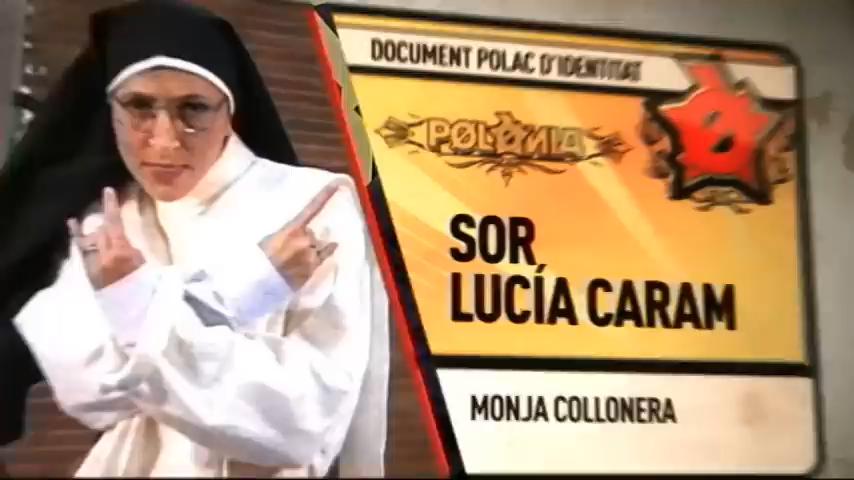 DOCUMENT POLAC D'IDENTITAT
POLÒNIA
SOR
LUCÍA CARAM
MONJA COLLONERA